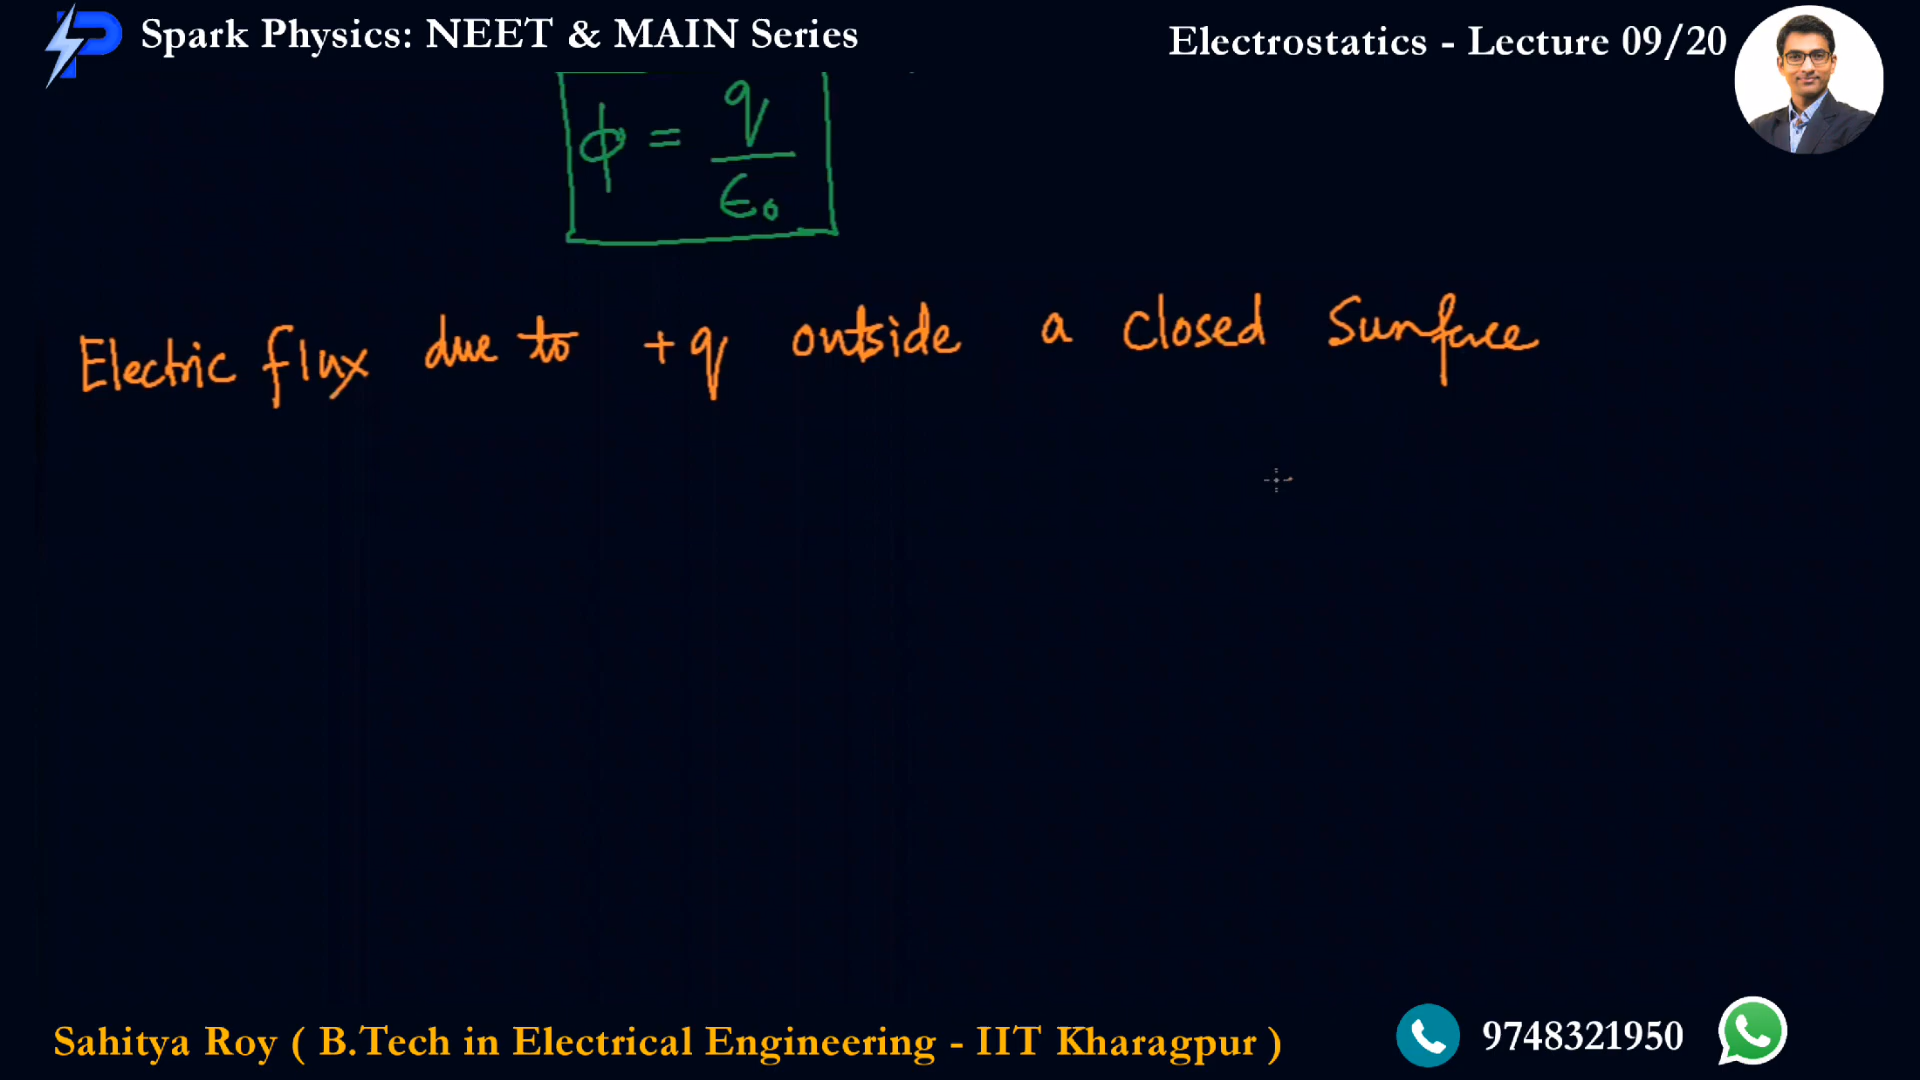 Spark Physics: NEET & MAIN Series
Electrostatics - Lecture 09/20
ϕ = q/ε₀
Electric flux due to +q outside a closed Surface
Sahitya Roy ( B.Tech in Electrical Engineering - IIT Kharagpur )
9748321950